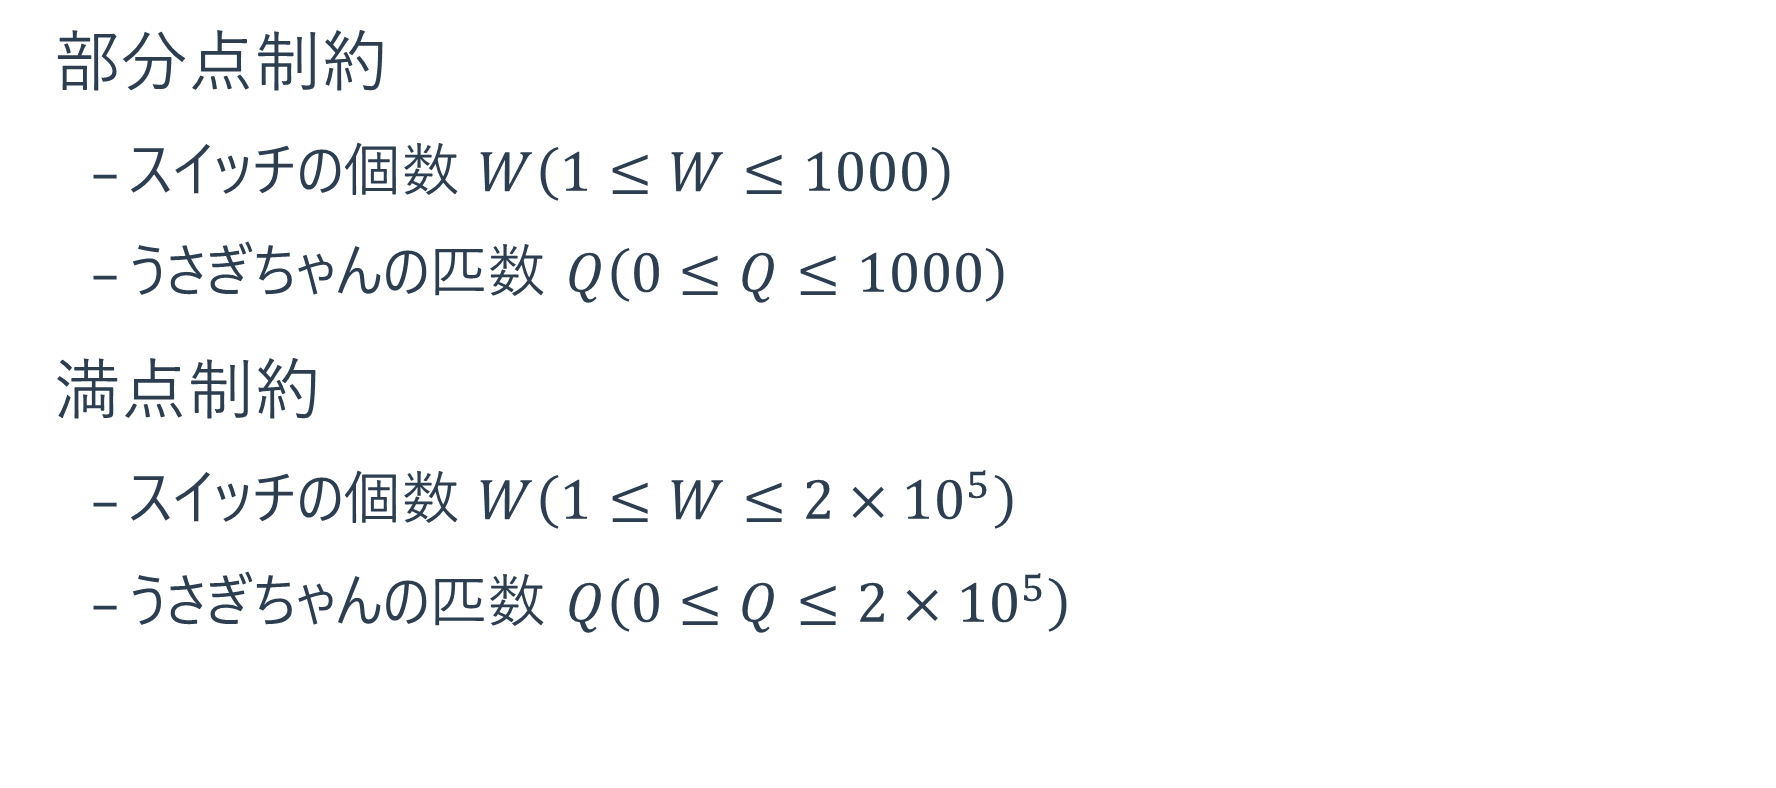 部分点制約
– スイッチの個数 W(1 ≤ W ≤ 1000)
– うさぎちゃんの匹数 Q(0 ≤ Q ≤ 1000)
満点制約
– スイッチの個数 W(1 ≤ W ≤ 2 × 10⁵)
– うさぎちゃんの匹数 Q(0 ≤ Q ≤ 2 × 10⁵)